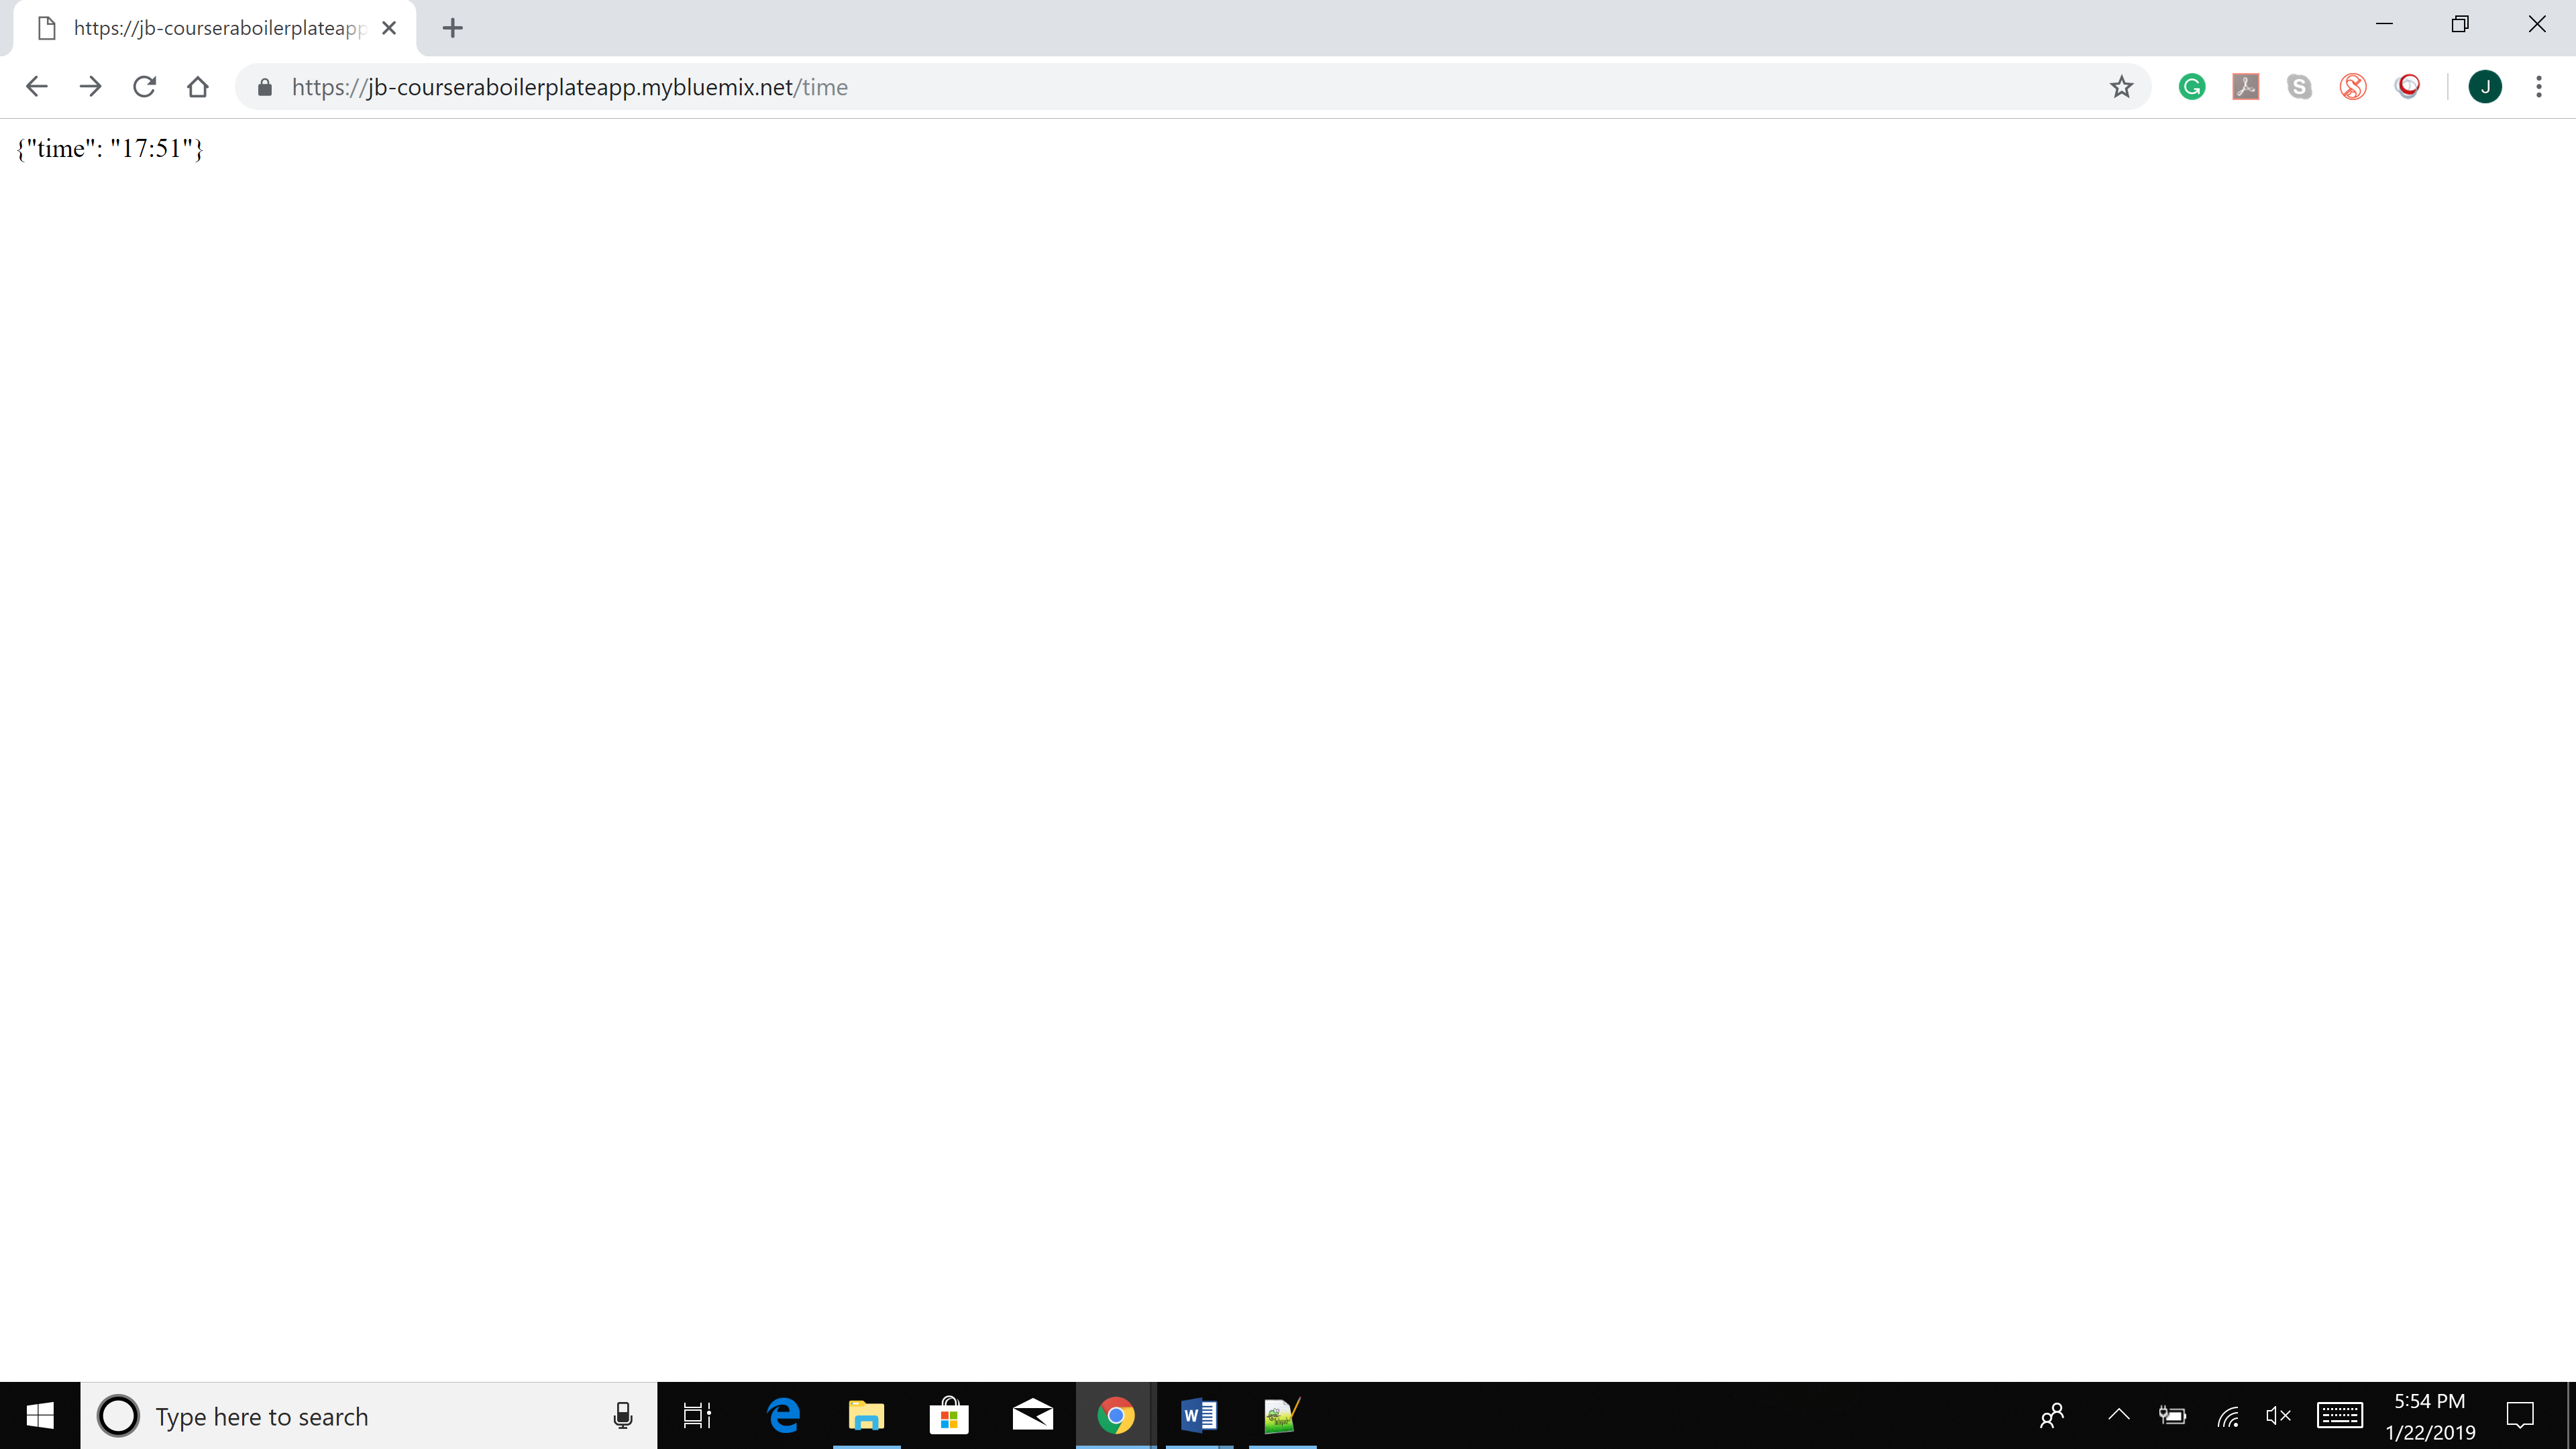 https://jb-courseraboilerplateapp
https://jb-courseraboilerplateapp.mybluemix.net/time
J
{"time": "17:51"}
Type here to search
5:54 PM
1/22/2019